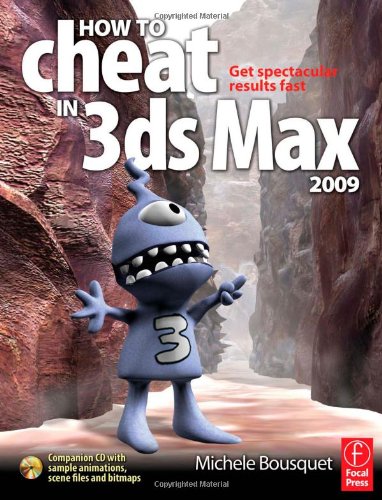 HOW TO
cheat
IN 3ds Max
2009
Get spectacular
results fast
3
Companion CD with
sample animations,
scene files and bitmaps
Michele Bousquet
Focal
Press